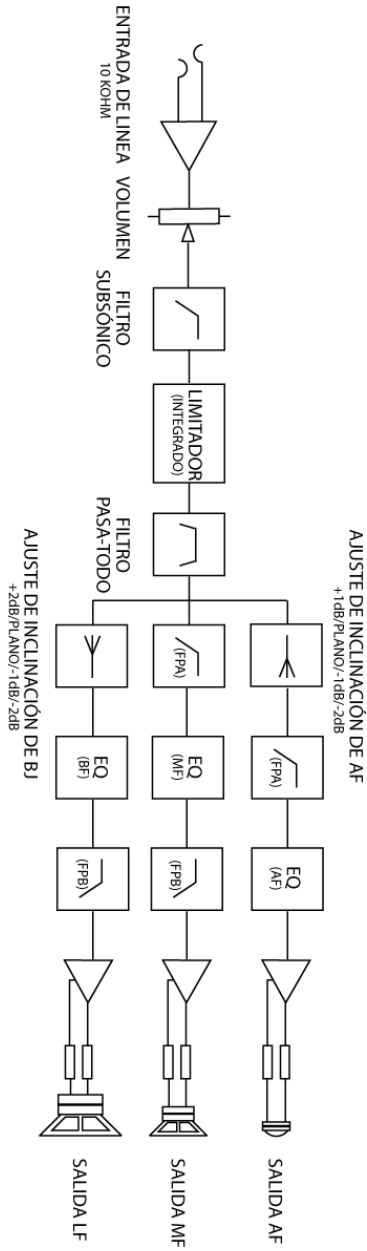 ENTRADA DE LINEA
10 KOHM
VOLUMEN
FILTRO
SUBSÓNICO
LIMITADOR
(INTEGRADO)
FILTRO
PASA-TODO
AJUSTE DE INCLINACIÓN DE AF
+1dB/PLANO/-1dB/-2dB
(FPA)
EQ
(AF)
SALIDA AF
(FPA)
EQ
(MF)
(FPB)
SALIDA MF
AJUSTE DE INCLINACIÓN DE BJ
+2dB/PLANO/-1dB/-2dB
EQ
(BF)
(FPB)
SALIDA LF